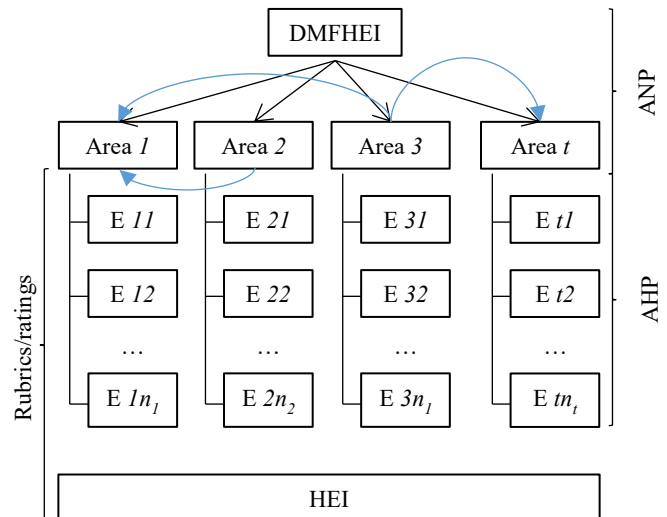 DMFHEI
ANP
Area 1
Area 2
Area 3
Area t
E 11
E 21
E 31
E t1
E 12
E 22
E 32
E t2
AHP
Rubrics/ratings
...
...
...
...
E 1n₁
E 2n₂
E 3n₁
E tnₜ
HEI